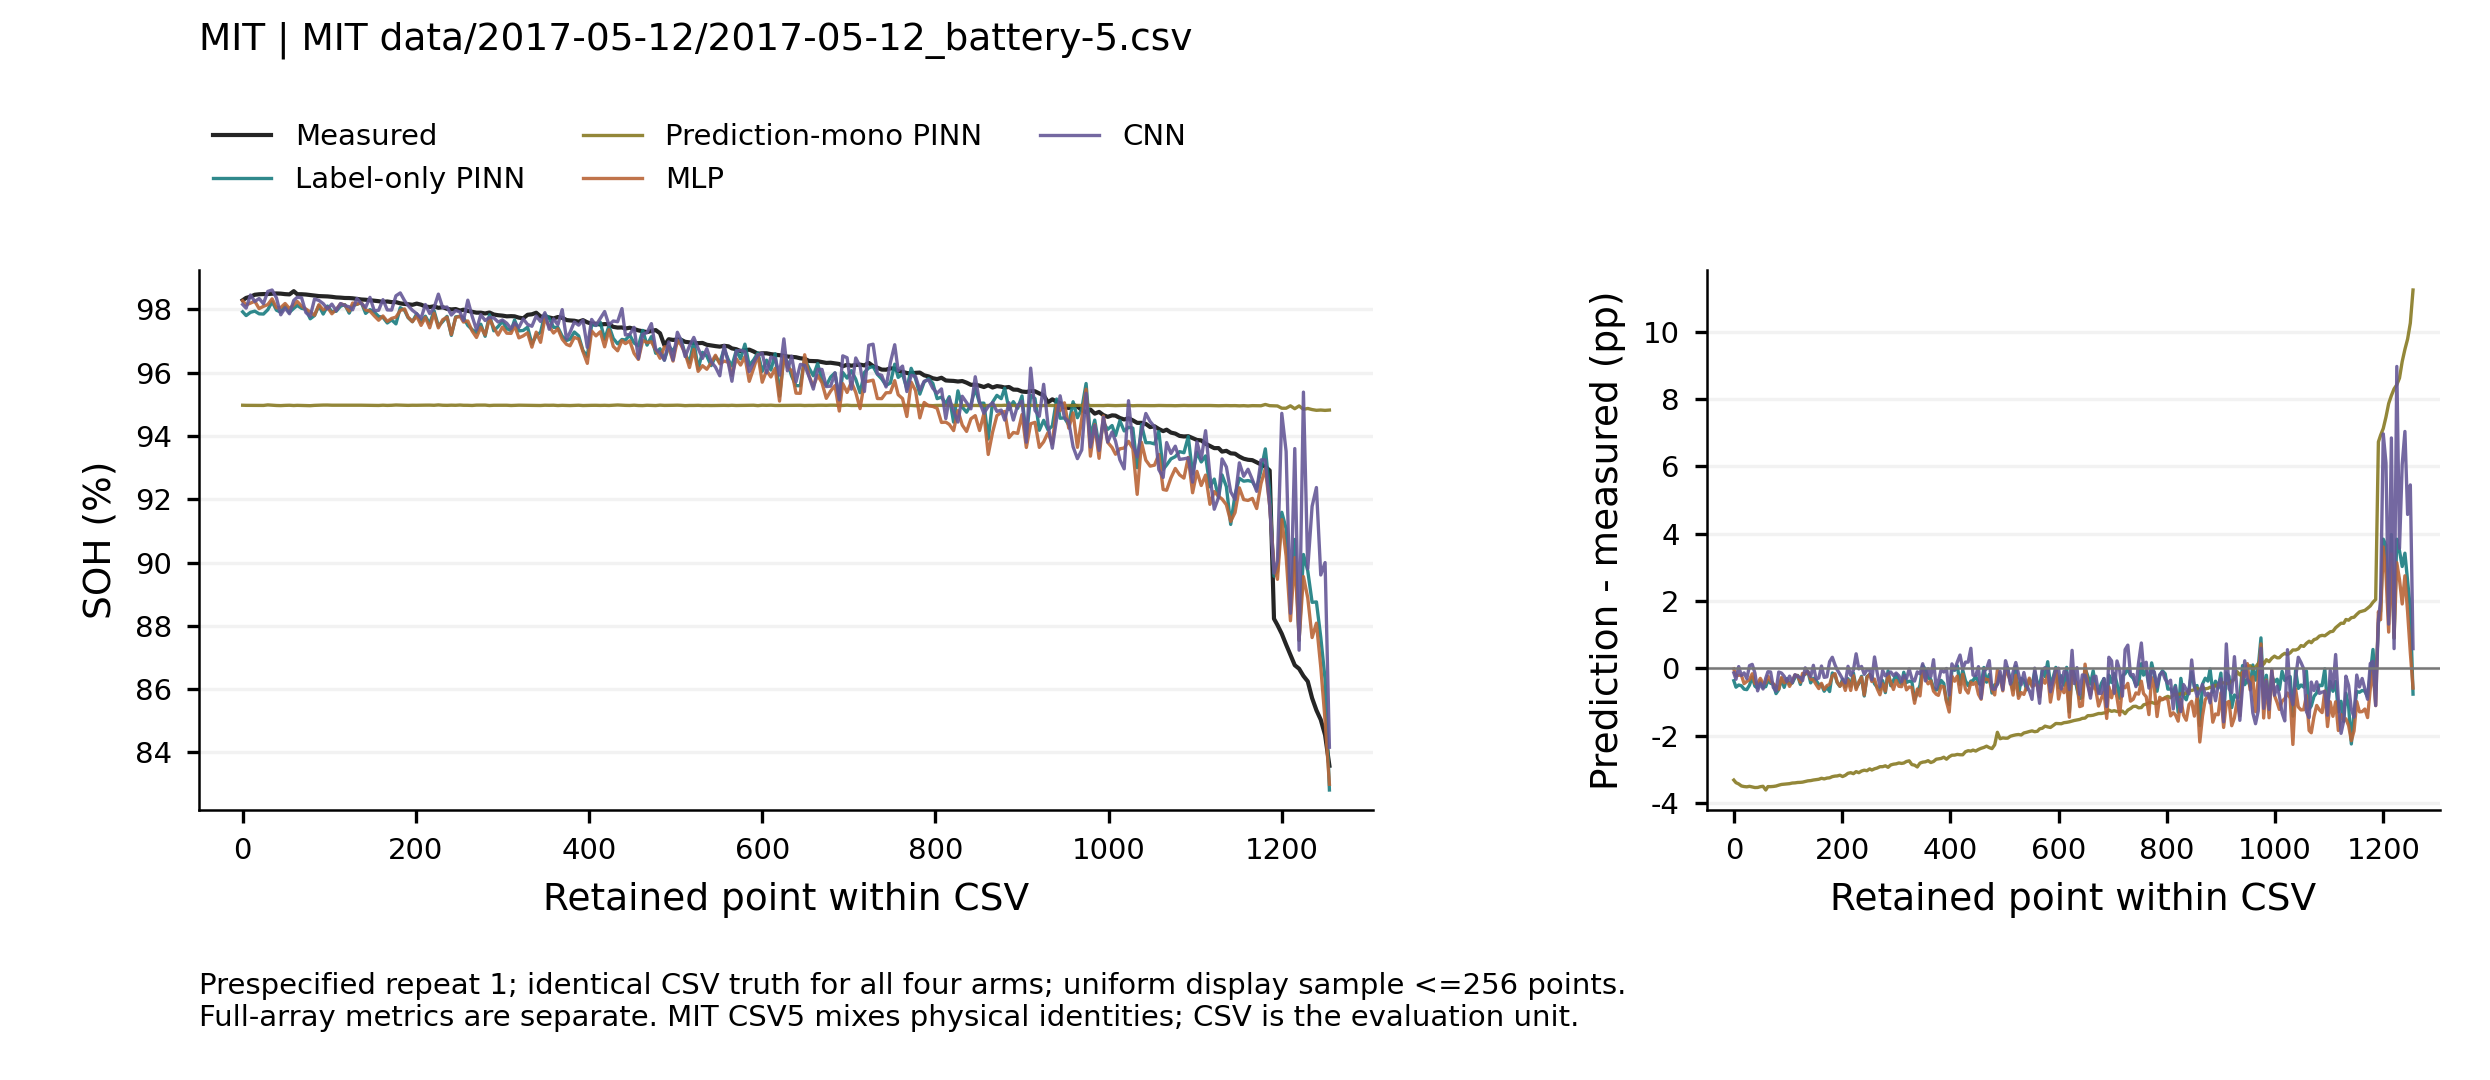 MIT | MIT data/2017-05-12/2017-05-12_battery-5.csv
Measured
Label-only PINN
Prediction-mono PINN
MLP
CNN
SOH (%)
98
96
94
92
90
88
86
84
0 200 400 600 800 1000 1200
Retained point within CSV
Prediction - measured (pp)
10
8
6
4
2
0
-2
-4
0 200 400 600 800 1000 1200
Retained point within CSV
Prespecified repeat 1; identical CSV truth for all four arms; uniform display sample <=256 points.
Full-array metrics are separate. MIT CSV5 mixes physical identities; CSV is the evaluation unit.